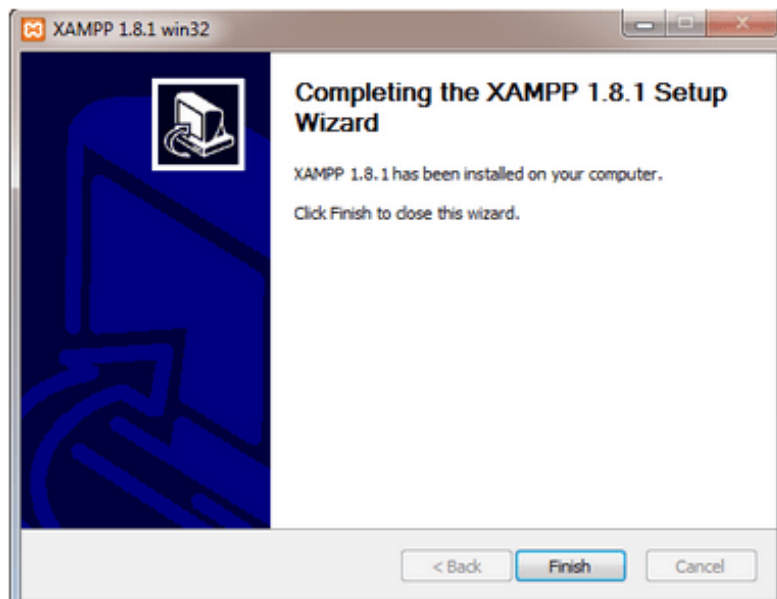 XAMPP 1.8.1 win32
Completing the XAMPP 1.8.1 Setup
Wizard
XAMPP 1.8.1 has been installed on your computer.
Click Finish to close this wizard.
< Back
Finish
Cancel